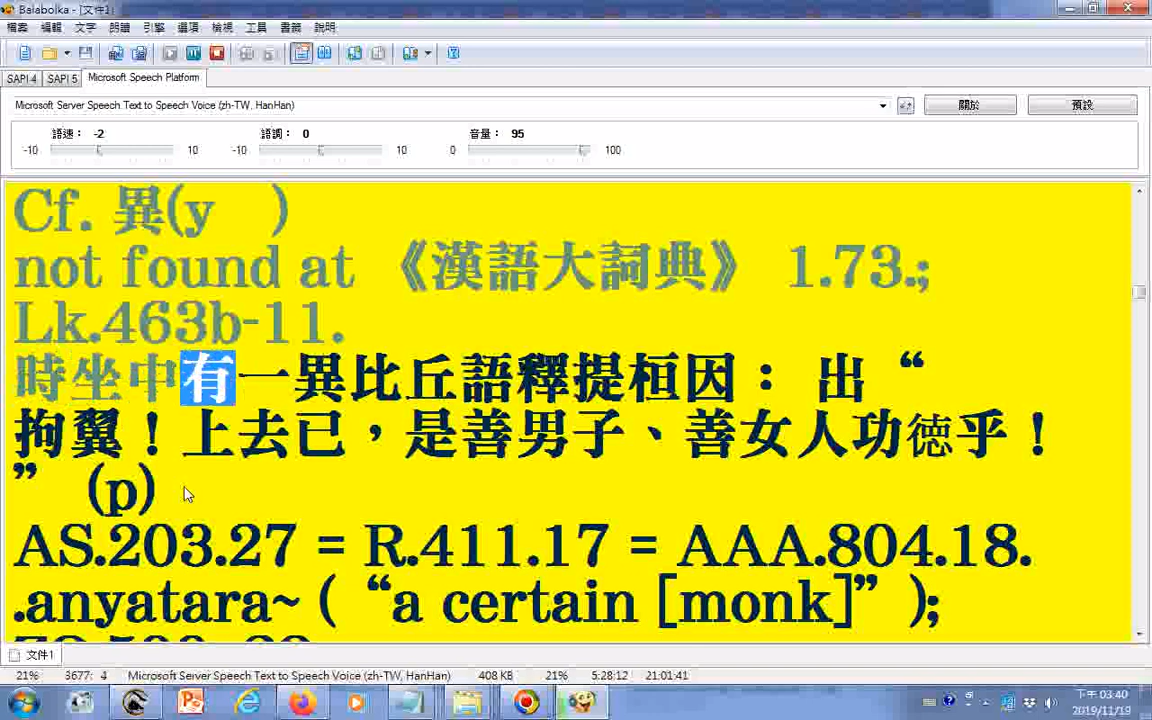 Balabolka - [文件1]
檔案 編輯 文字 朗讀 引擎 選項 檢視 工具 書籤 說明
SAPI 4 SAPI 5 Microsoft Speech Platform
Microsoft Server Speech Text to Speech Voice (zh-TW, HanHan) 關於 預設
語速： -2 語調： 0 音量： 95
-10 10 -10 10 0 100
Cf. 異(y )
not found at 《漢語大詞典》 1.73.;
Lk.463b-11.
時坐中有一異比丘語釋提桓因： 出“
拘翼！上去已，是善男子、善女人功徳乎！
” (p)
AS.203.27 = R.411.17 = AAA.804.18.
.anyatara~ (“a certain [monk]”);
文件1
21% 3677: 4 Microsoft Server Speech Text to Speech Voice (zh-TW, HanHan) 408 KB 21% 5:28:12 21:01:41
下午 03:40
2019/11/19